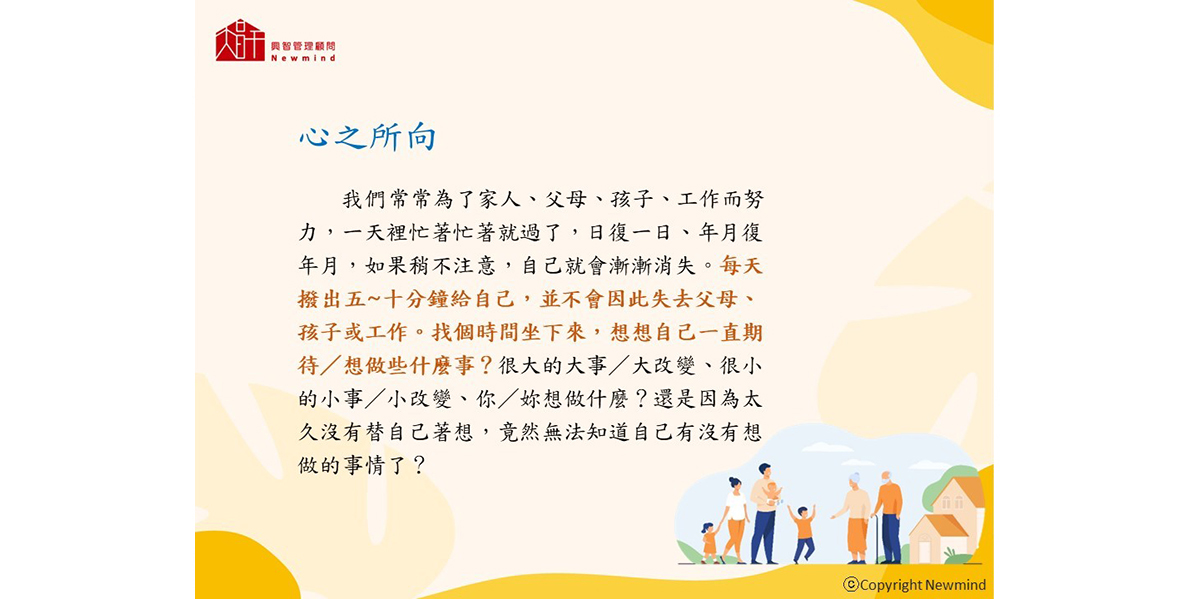 興智管理顧問
Newmind
心之所向
我們常常為了家人、父母、孩子、工作而努
力，一天裡忙著忙著就過了，日復一日、年月復
年月，如果稍不注意，自己就會漸漸消失。每天
撥出五~十分鐘給自己，並不會因此失去父母、
孩子或工作。找個時間坐下來，想想自己一直期
待╱想做些什麼事？很大的大事╱大改變、很小
的小事╱小改變、你╱妳想做什麼？還是因為太
久沒有替自己著想，竟然無法知道自己有沒有想
做的事情了？
ⓒCopyright Newmind